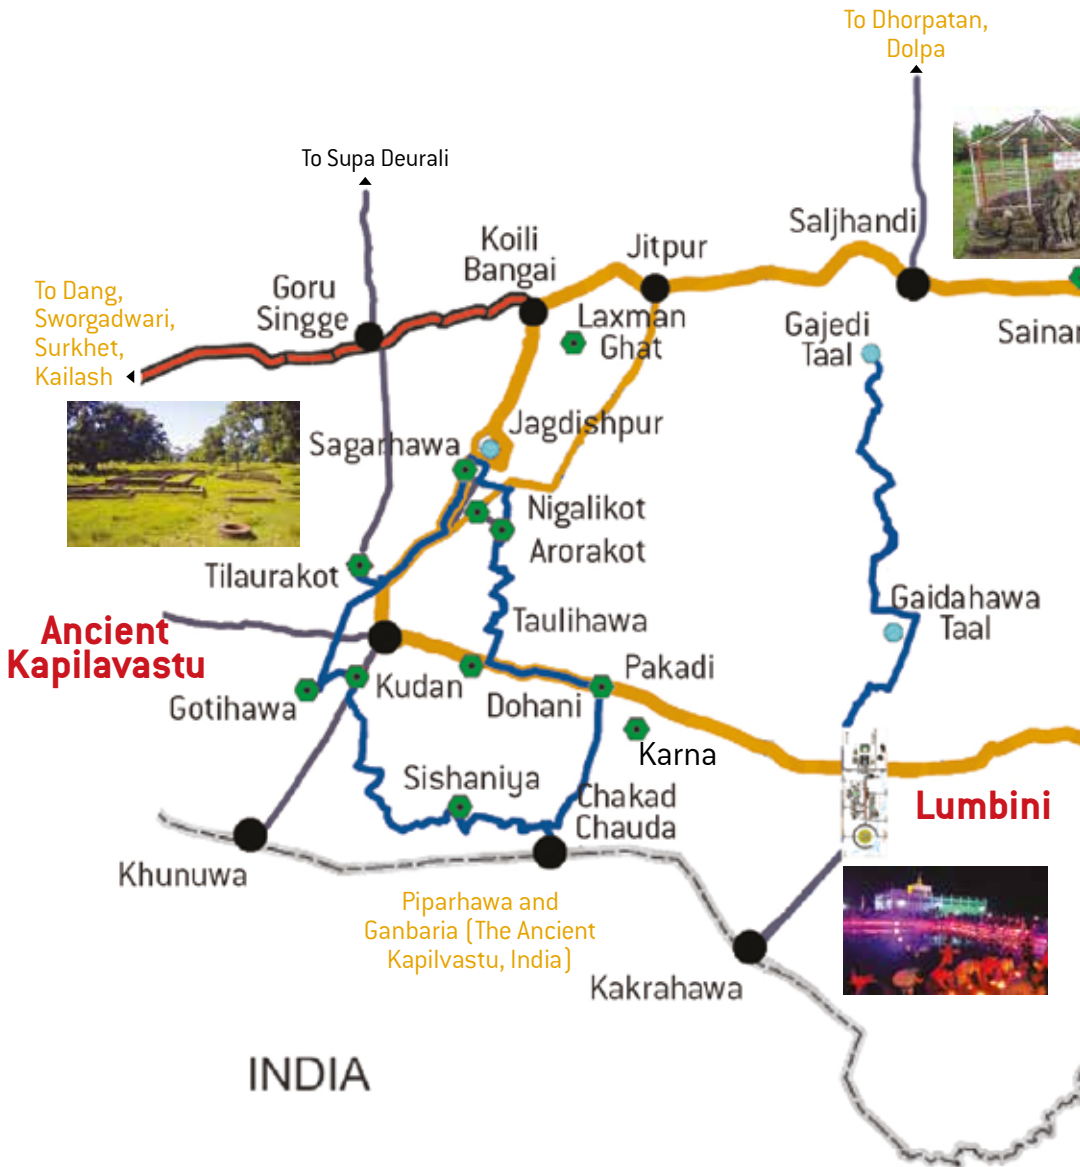 To Dhorpatan,
Dolpa
To Supa Deurali
Saljhandi
Koili
Bangai
Jitpur
To Dang,
Sworgadwari,
Surkhet,
Kailash
Goru
Singge
Laxman
Ghat
Gajedi
Taal
Sainar
Jagdishpur
Sagarhawa
Nigalikot
Arorakot
Tilaurakot
Gaidahawa
Taal
Taulihawa
Ancient
Kapilavastu
Pakadi
Kudan
Gotihawa
Dohani
Karna
Sishaniya
Chakad
Chauda
Lumbini
Khunuwa
Piparhawa and
Ganbaria (The Ancient
Kapilvastu, India)
Kakrahawa
INDIA